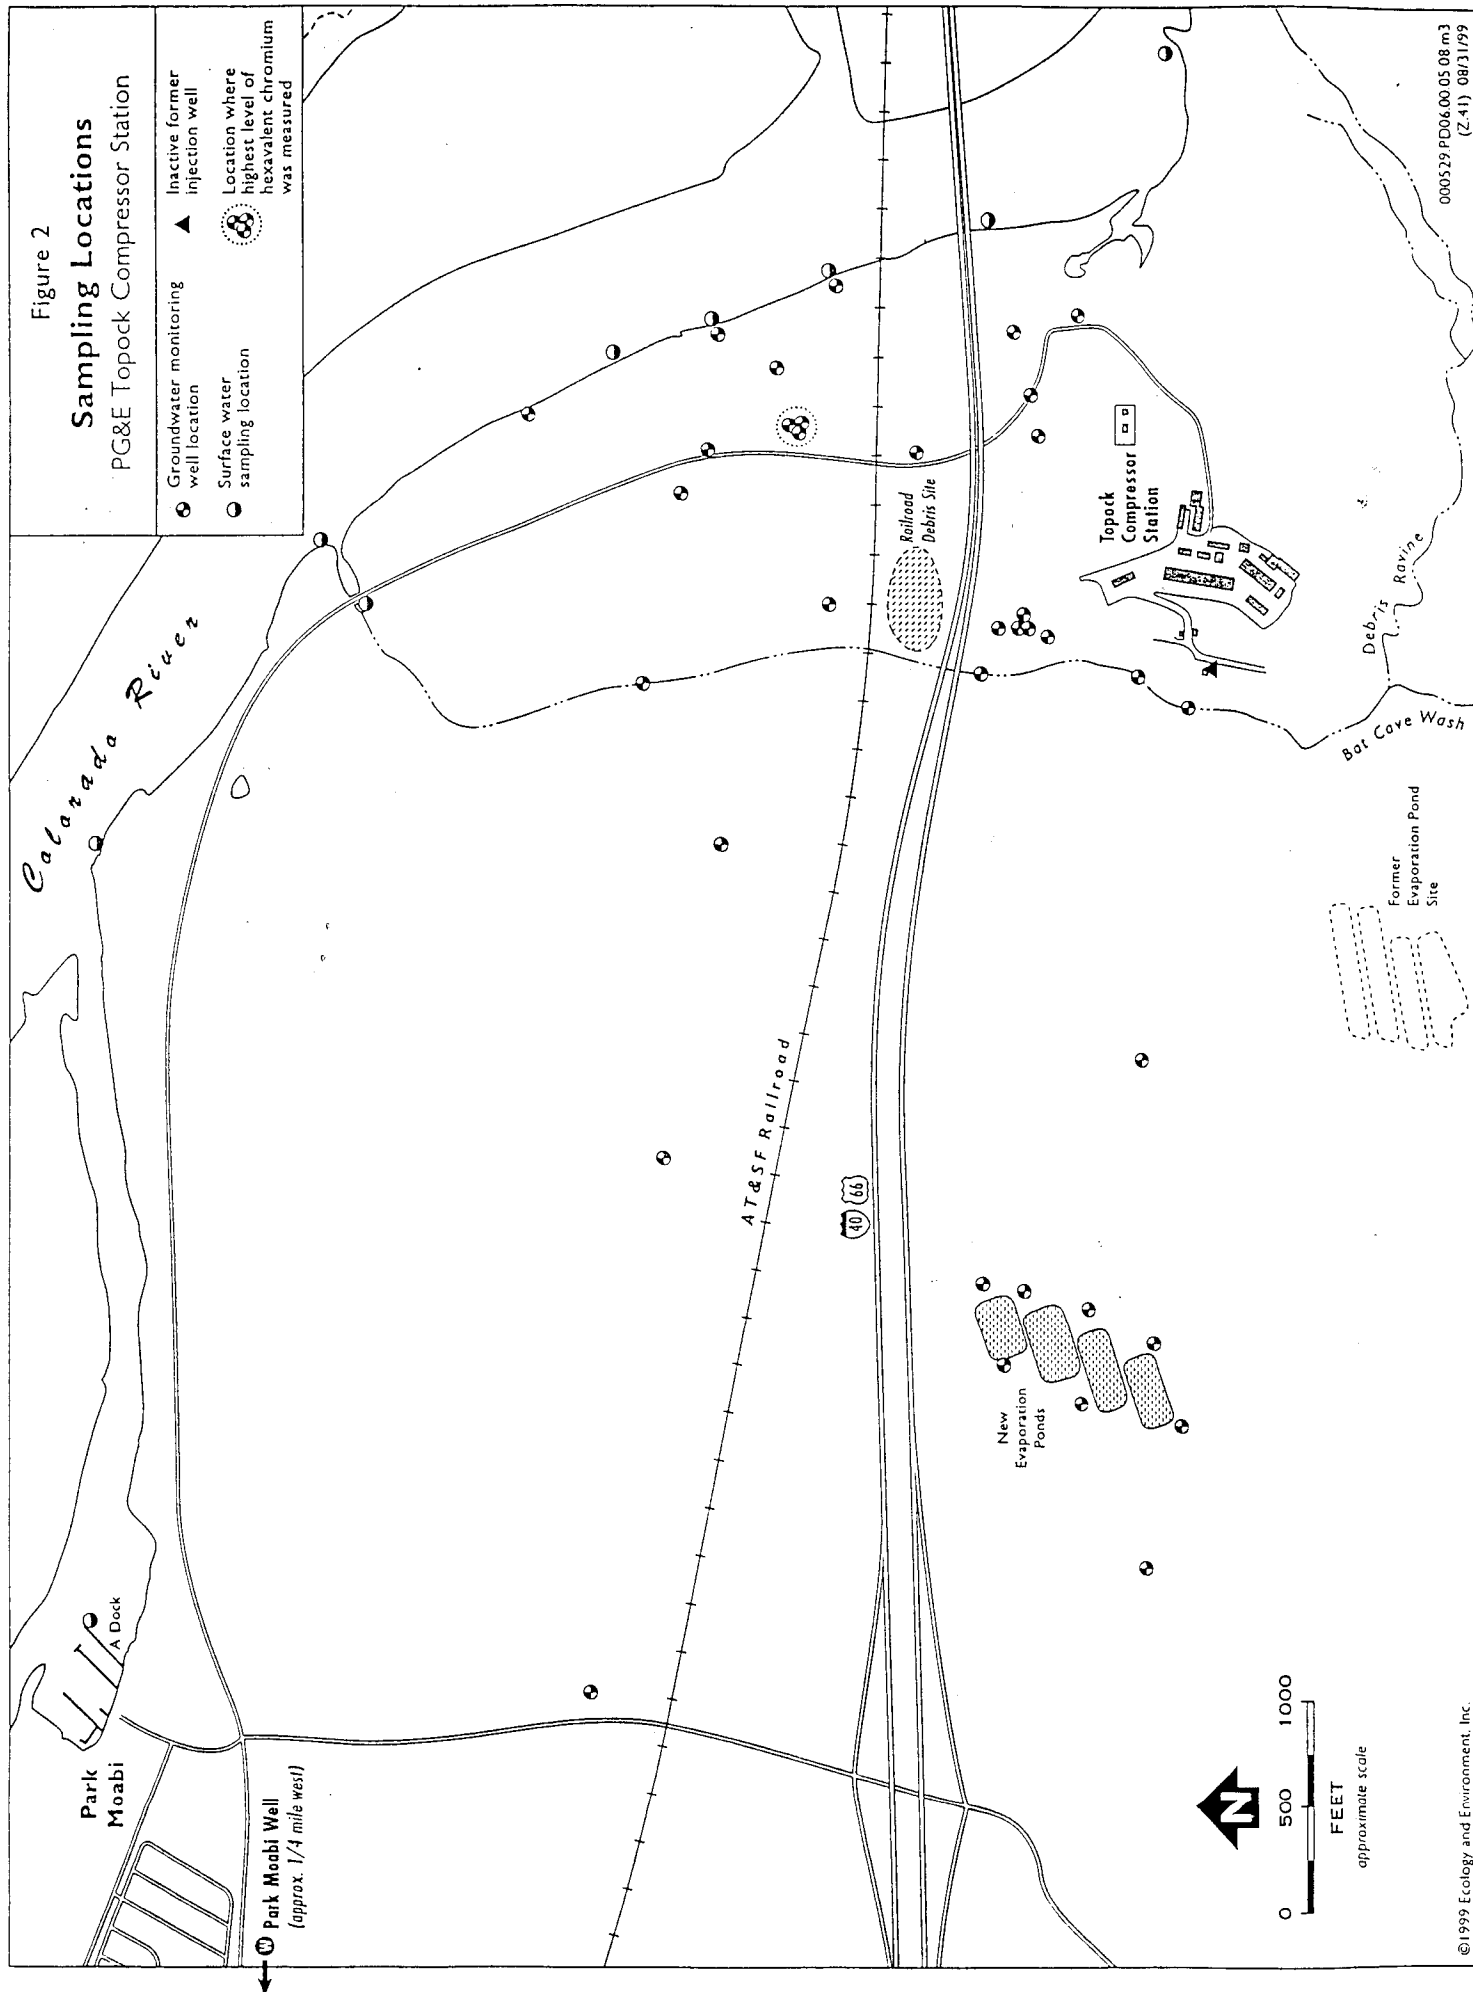 Figure 2
Sampling Locations
PG&E Topock Compressor Station
Groundwater monitoring
well location
Surface water
sampling location
Inactive former
injection well
Location where
highest level of
hexavalent chromium
was measured
Colorado River
Park
Moabi
A Dock
W
Park Moabi Well
(approx. 1/4 mile west)
AT&SF Railroad
40
66
Railroad
Debris Site
Topock
Compressor
Station
New
Evaporation
Ponds
Former
Evaporation Pond
Site
Debris Ravine
Bat Cave Wash
N
0 500 1000
FEET
approximate scale
©1999 Ecology and Environment, Inc.
000529.PD06.00.05 08 m3
(Z.41) 08/31/99